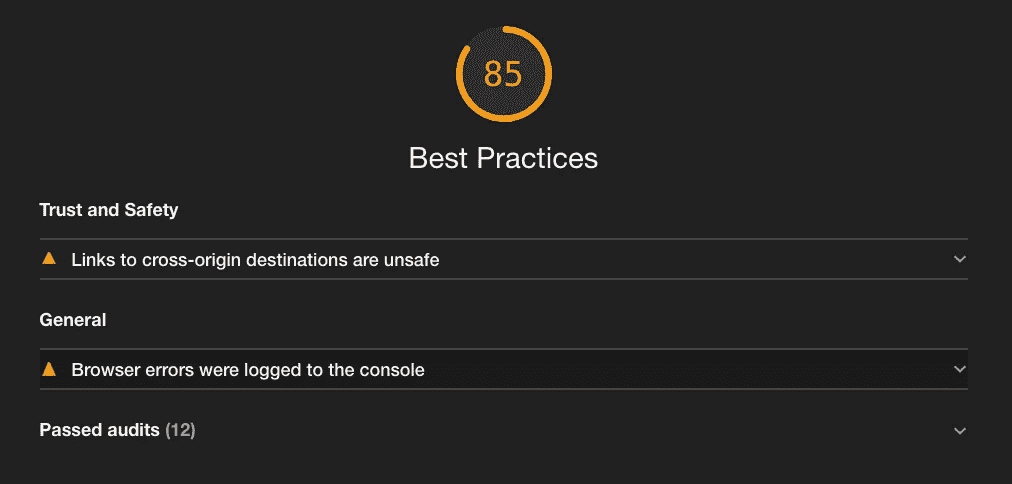 85
Best Practices
Trust and Safety
Links to cross-origin destinations are unsafe
General
Browser errors were logged to the console
Passed audits (12)